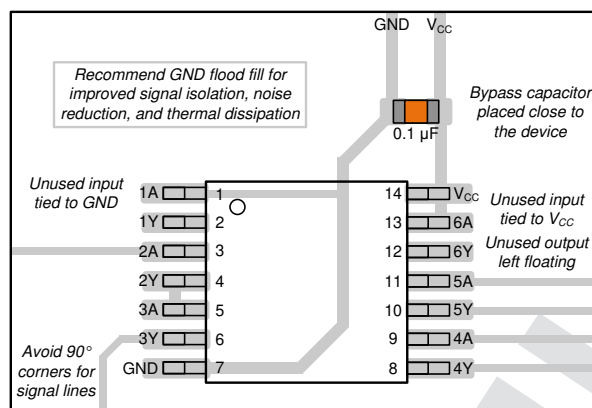 GND VCC
Recommend GND flood fill for
improved signal isolation, noise
reduction, and thermal dissipation
Bypass capacitor
placed close to
the device
0.1 µF
Unused input
tied to GND
1A 1 14 VCC
1Y 2 13 6A
2A 3 12 6Y
2Y 4 11 5A
3A 5 10 5Y
3Y 6 9 4A
GND 7 8 4Y
Unused input
tied to VCC
Unused output
left floating
Avoid 90°
corners for
signal lines